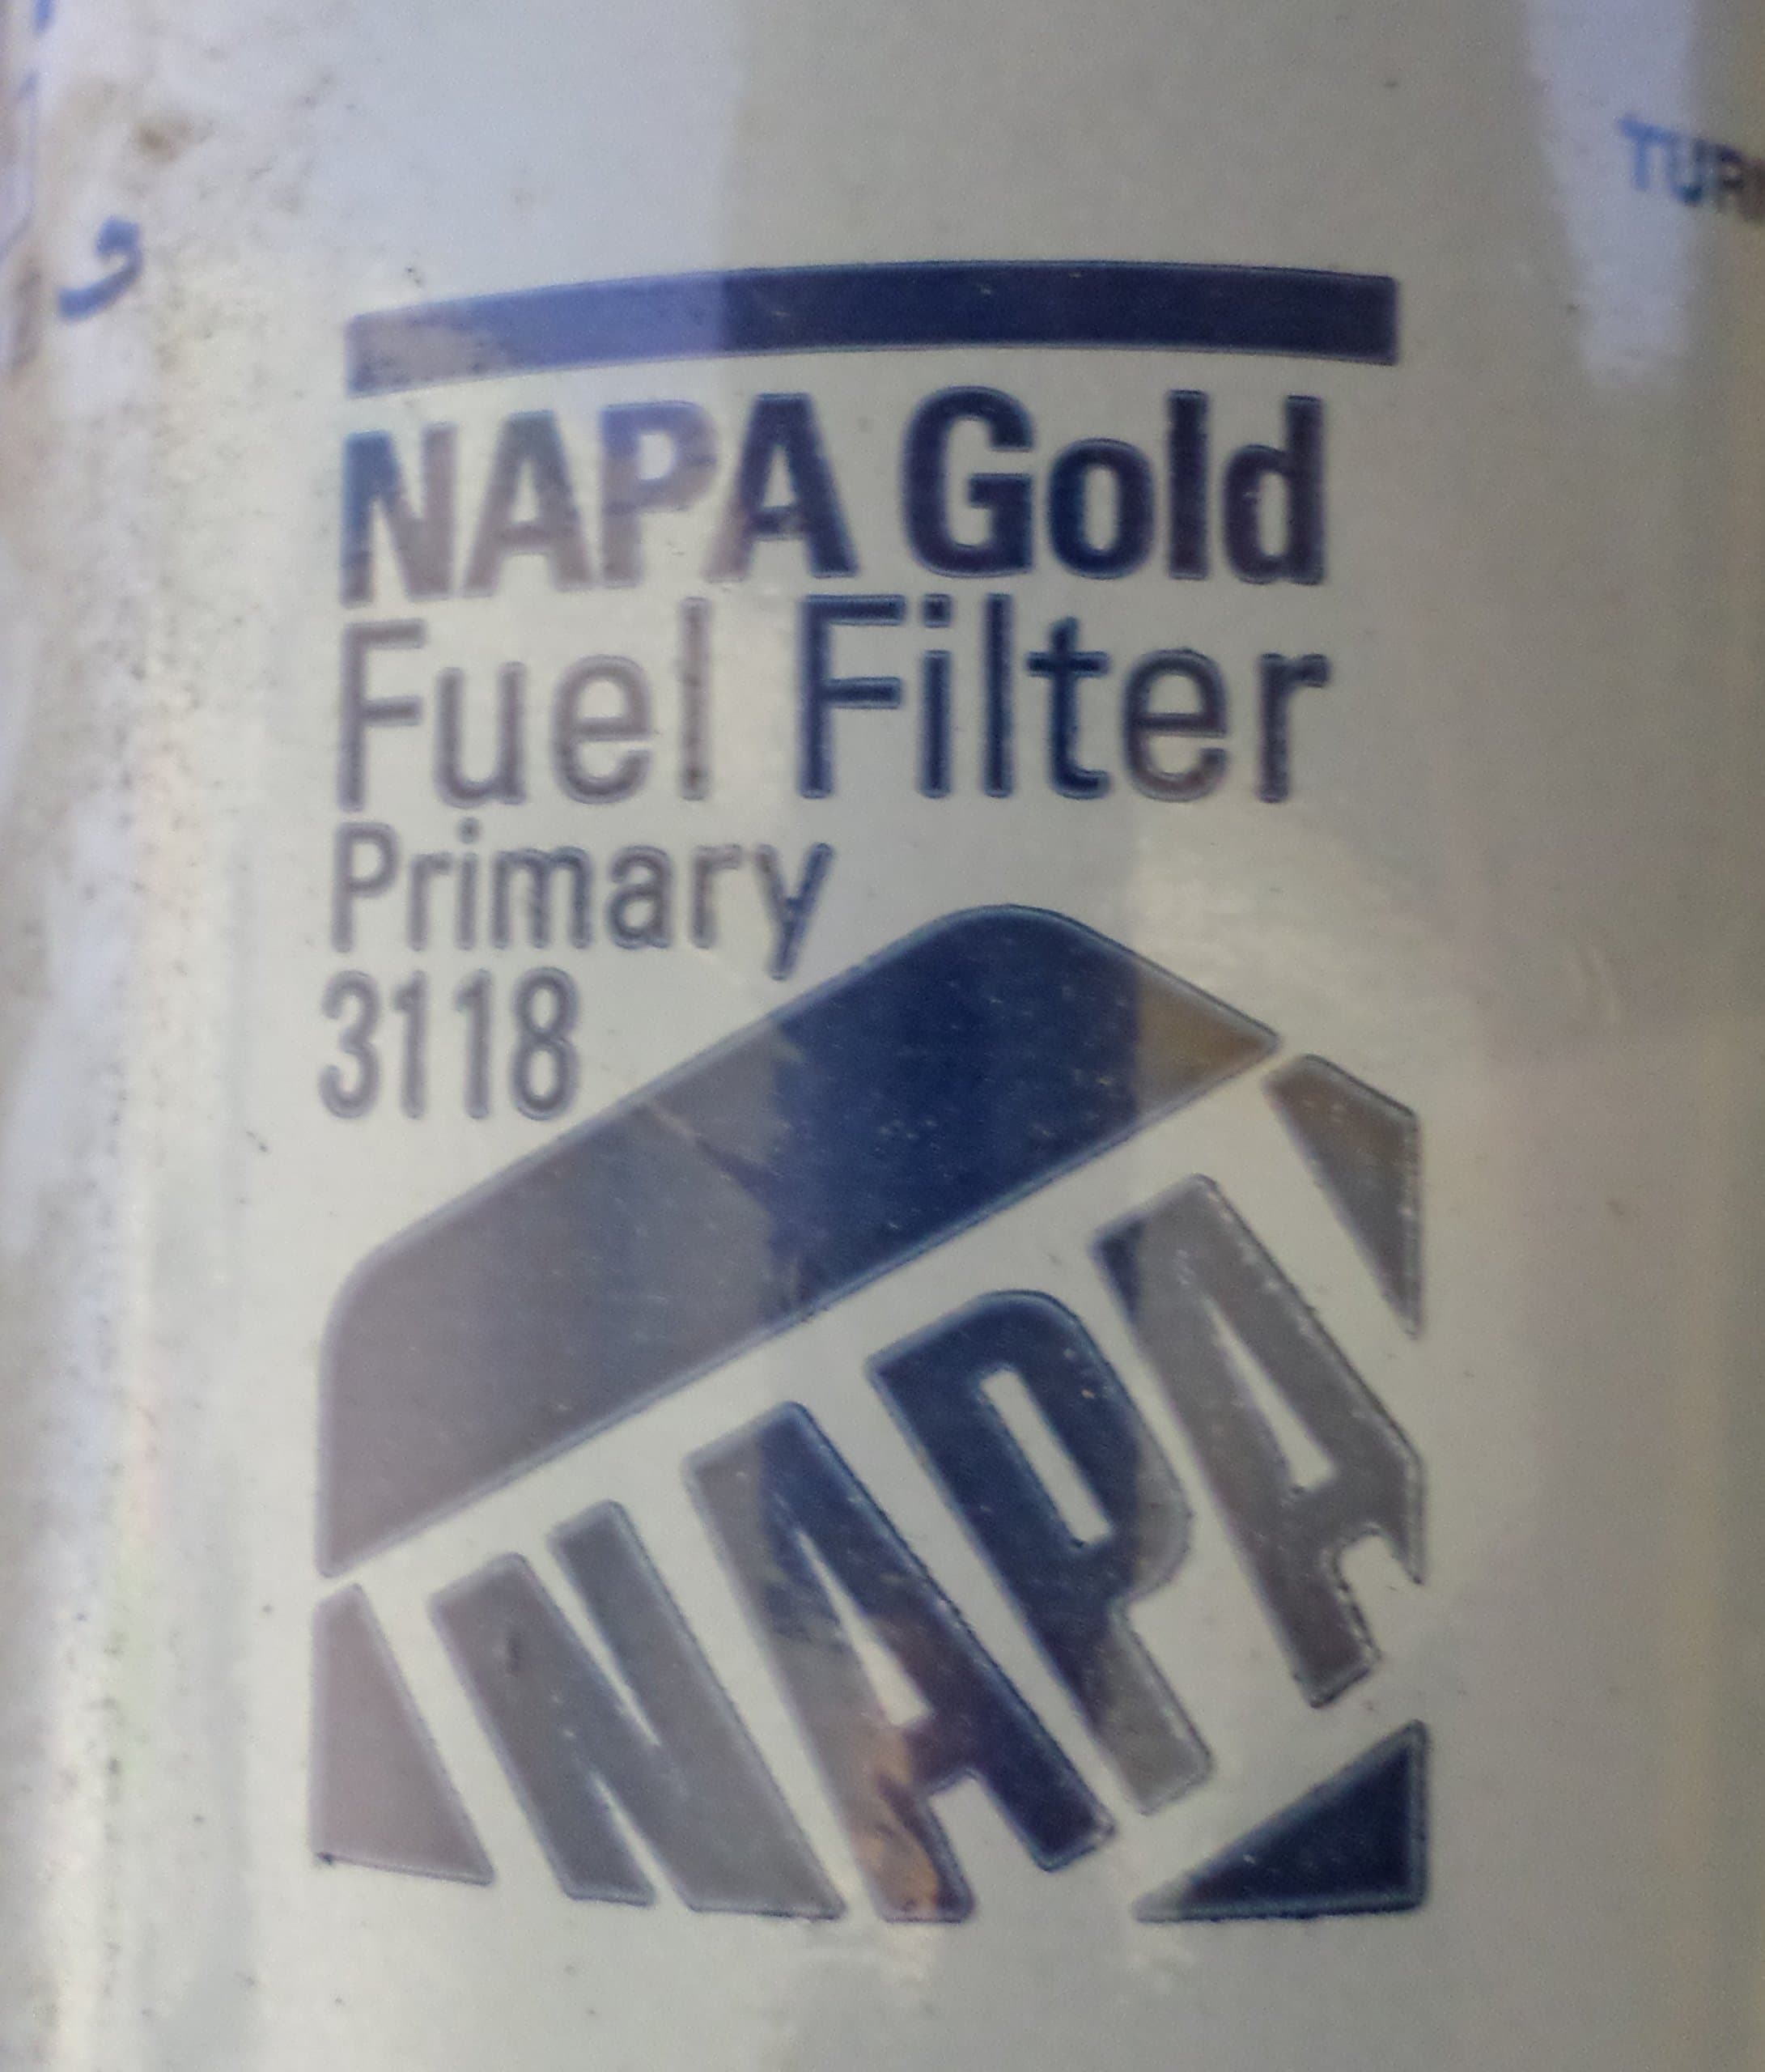 NAPA Gold
Fuel Filter
Primary
3118
NAPA